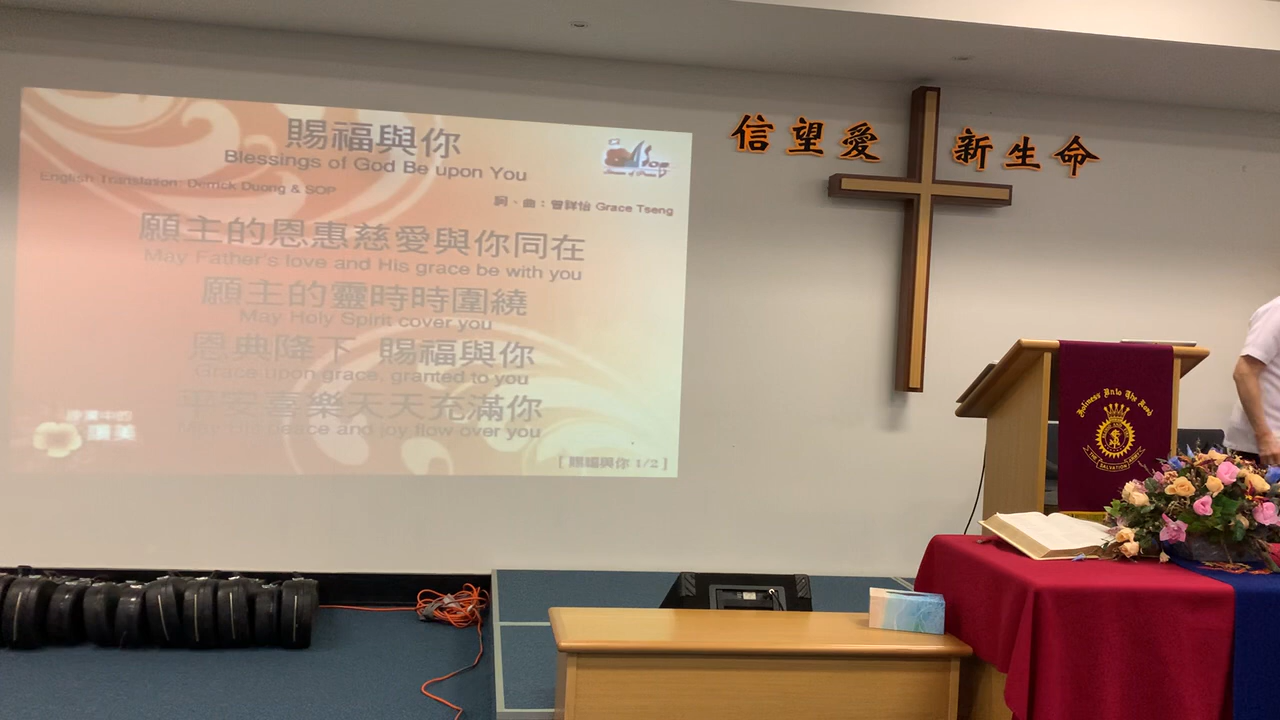 賜福與你
Blessings of God Be upon You
English Translation: Derrick Duong & SOP
詞、曲：曾祥怡 Grace Tseng
願主的恩惠慈愛與你同在
May Father's love and His grace be with you
願主的靈時時圍繞
May Holy Spirit cover you
恩典降下 賜福與你
Grace upon grace, granted to you
平安喜樂天天充滿你
peace and joy flow over you
讚美
[ 賜福與你 1/2 ]
信望愛 新生命
Holiness Unto The Lord
THE SALVATION ARMY